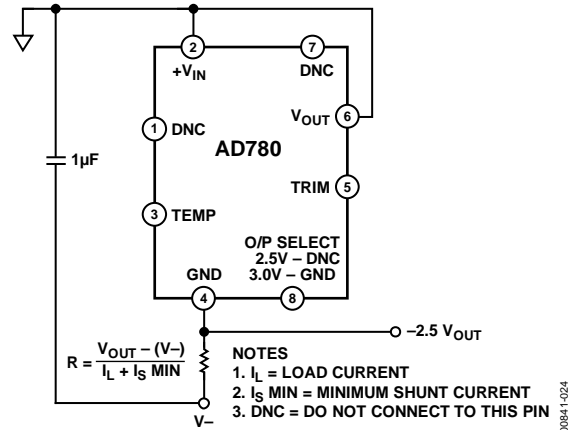 2
7
+VIN
DNC
VOUT 6
1 DNC
AD780
1µF
TRIM 5
3 TEMP
O/P SELECT
2.5V – DNC
3.0V – GND
GND
4
8
–2.5 VOUT
R = VOUT – (V–)
IL + IS MIN
NOTES
1. IL = LOAD CURRENT
2. IS MIN = MINIMUM SHUNT CURRENT
3. DNC = DO NOT CONNECT TO THIS PIN
V–
00841-024